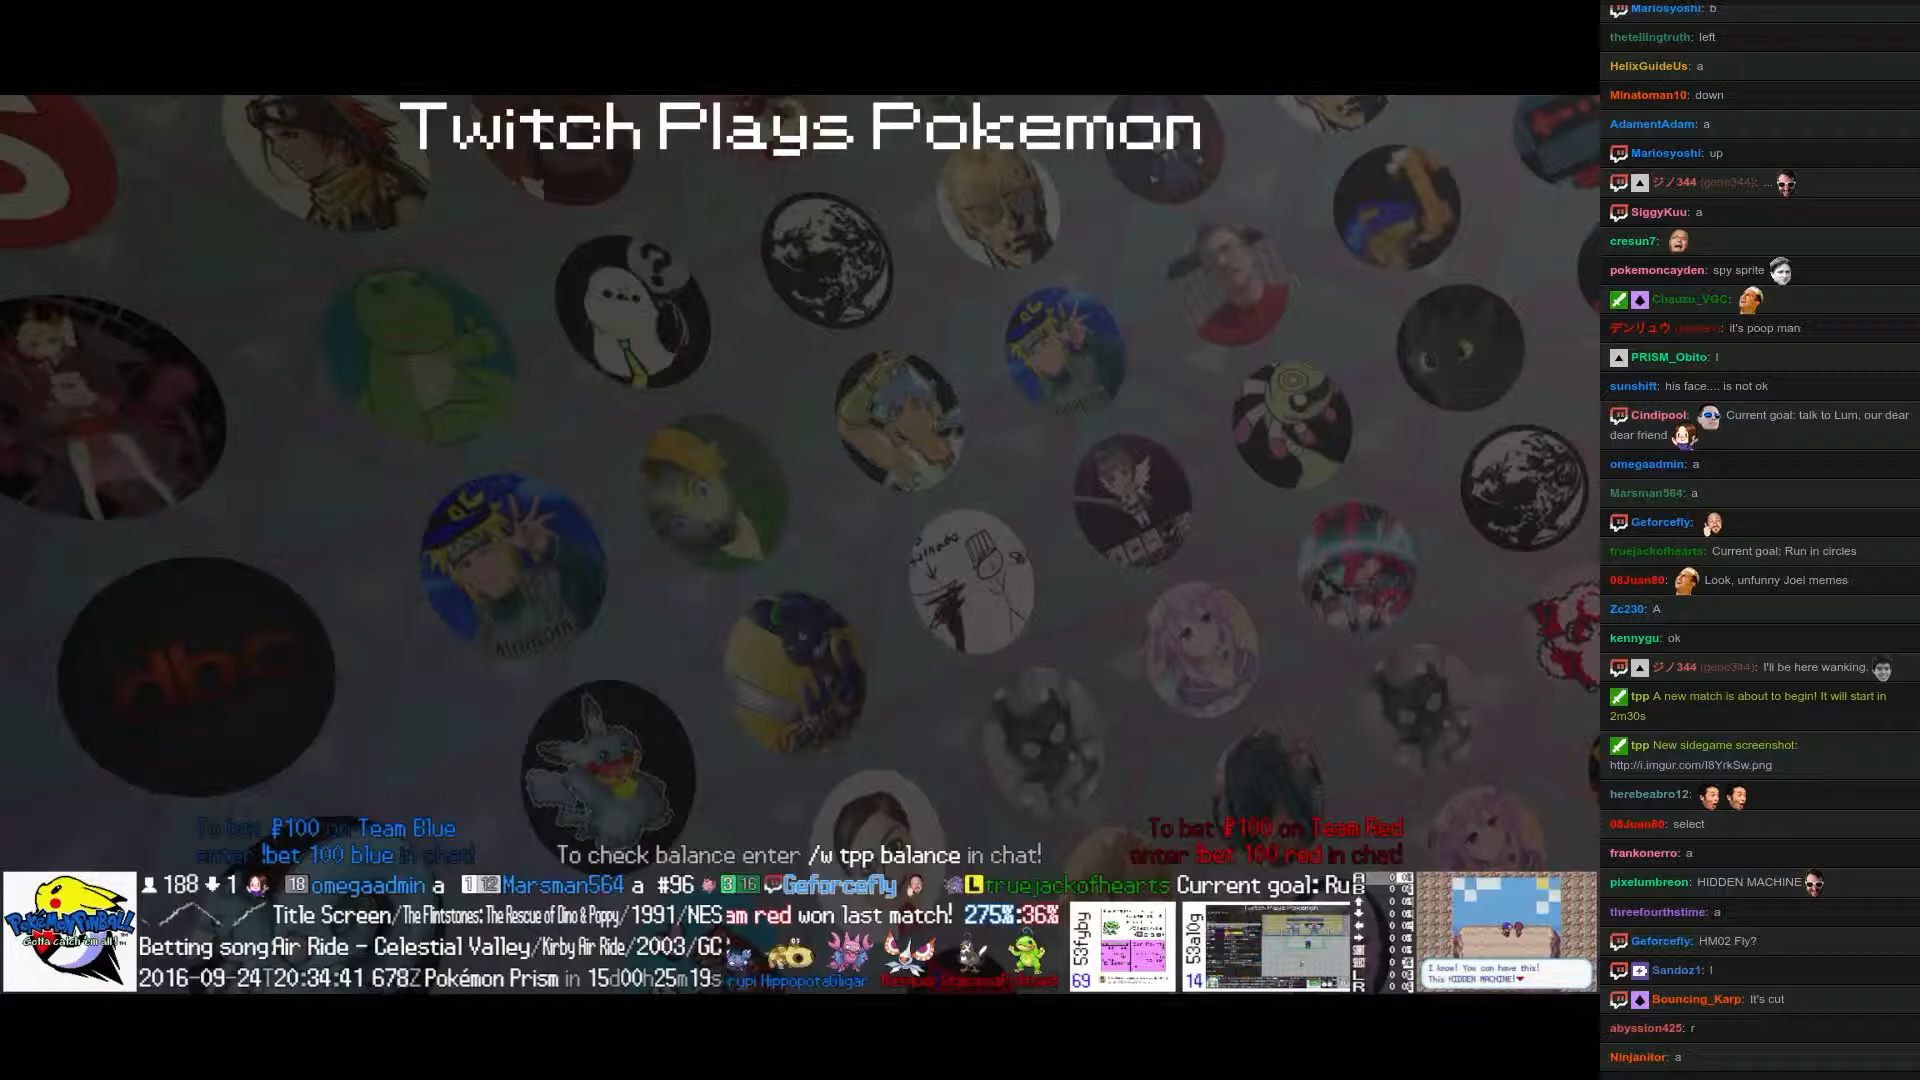 Twitch Plays Pokemon
To bet ₽100 on Team Blue
enter !bet 100 blue in chat!
To check balance enter /w tpp balance in chat!
To bet ₽100 on Team Red
enter !bet 100 red in chat!
188 1 18 omegaadmin a 1 12 Marsman564 a #96 3 16 Geforcefly L truejackofhearts Current goal: Ru
Title Screen/The Flintstones: The Rescue of Dino & Poppy/1991/NES am red won last match! 275%:36%
Betting song Air Ride - Celestial Valley/Kirby Air Ride/2003/GC
2016-09-24T20:34:41 678Z Pokémon Prism in 15d00h25m19s rupi HippopotaGligar
Pokémon PINBALL
Gotta catch'em all!
dbc
53fyby
69
53a10g
14
I know! You can have this!
This HIDDEN MACHINE!
Mariosyoshi: b
thetellingtruth: left
HelixGuideUs: a
Minatoman10: down
AdamentAdam: a
Mariosyoshi: up
ジノ344 (geno344): ...
SiggyKuu: a
cresun7:
pokemoncayden: spy sprite
Chauzu_VGC:
デンリュウ : it's poop man
PRISM_Obito: l
sunshift: his face.... is not ok
Cindipool: Current goal: talk to Lum, our dear
dear friend
omegaadmin: a
Marsman564: a
Geforcefly:
truejackofhearts: Current goal: Run in circles
08Juan80: Look, unfunny Joel memes
Zc230: A
kennygu: ok
ジノ344 (geno344): I'll be here wanking.
tpp A new match is about to begin! It will start in
2m30s
tpp New sidegame screenshot:
http://i.imgur.com/I8YrkSw.png
herebeabro12:
08Juan80: select
frankonerro: a
pixelumbreon: HIDDEN MACHINE
threefourthstime: a
Geforcefly: HM02 Fly?
Sandoz1: l
Bouncing_Karp: It's cut
abyssion425: r
Ninjanitor: a